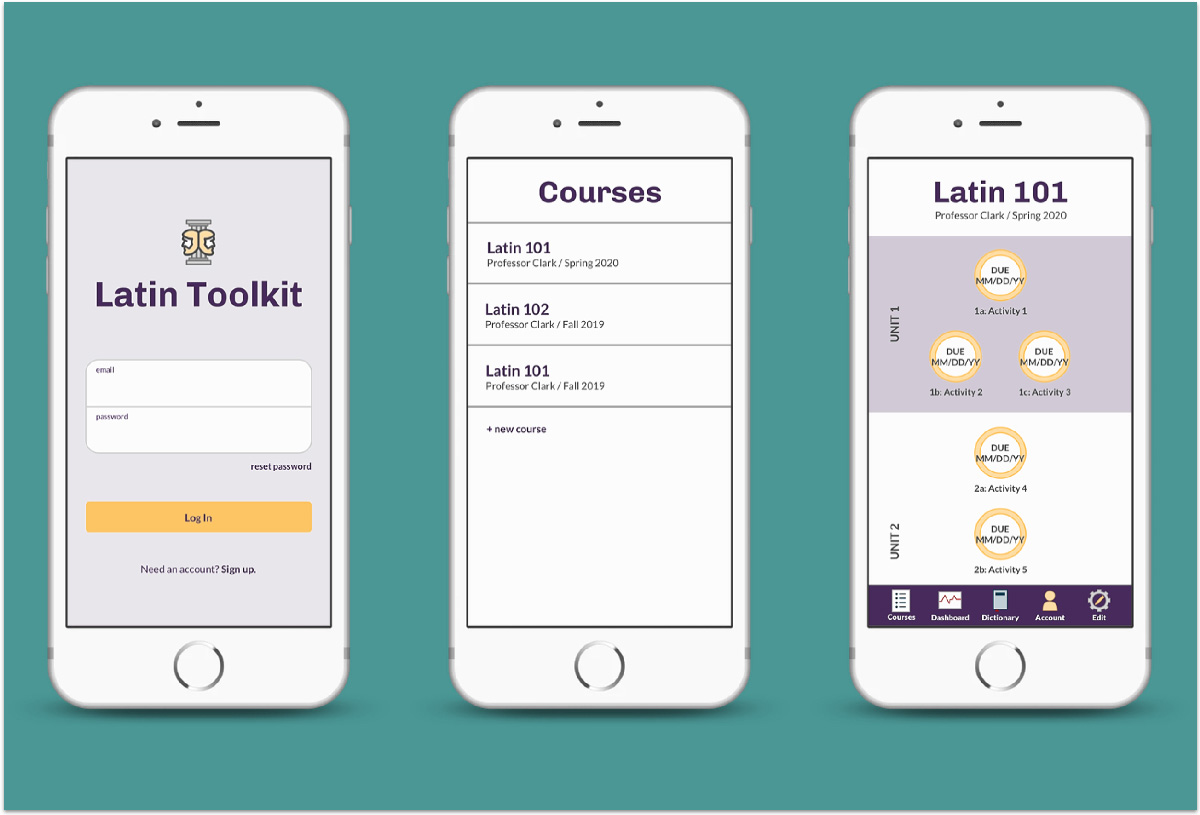 Latin Toolkit
email
password
reset password
Log In
Need an account? Sign up.
Courses
Latin 101
Professor Clark / Spring 2020
Latin 102
Professor Clark / Fall 2019
Latin 101
Professor Clark / Fall 2019
+ new course
Latin 101
Professor Clark / Spring 2020
UNIT 1
DUE
MM/DD/YY
1a: Activity 1
DUE
MM/DD/YY
1b: Activity 2
DUE
MM/DD/YY
1c: Activity 3
UNIT 2
DUE
MM/DD/YY
2a: Activity 4
DUE
MM/DD/YY
2b: Activity 5
Courses
Dashboard
Dictionary
Account
Edit